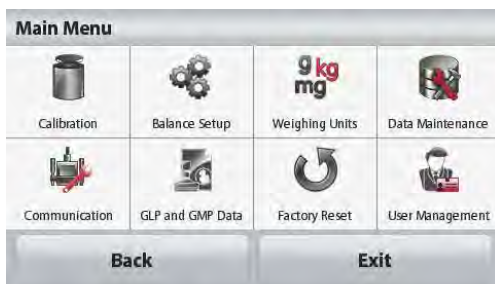 Main Menu
g kg
mg
Calibration
Balance Setup
Weighing Units
Data Maintenance
Communication
GLP and GMP Data
Factory Reset
User Management
Back
Exit